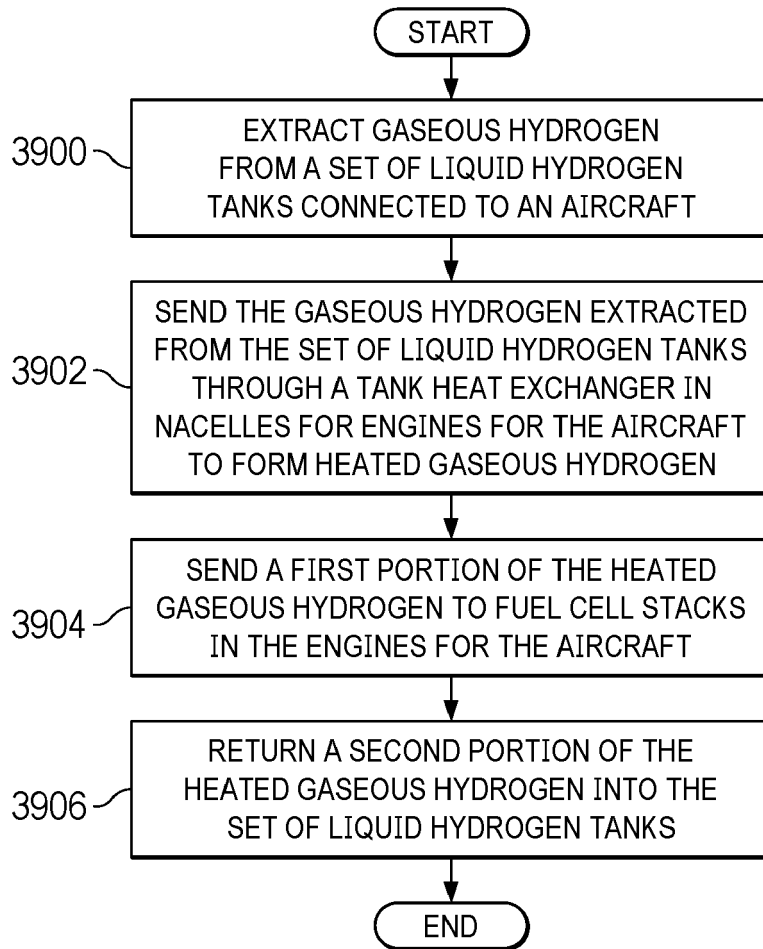 START
3900
EXTRACT GASEOUS HYDROGEN
FROM A SET OF LIQUID HYDROGEN
TANKS CONNECTED TO AN AIRCRAFT
3902
SEND THE GASEOUS HYDROGEN EXTRACTED
FROM THE SET OF LIQUID HYDROGEN TANKS
THROUGH A TANK HEAT EXCHANGER IN
NACELLES FOR ENGINES FOR THE AIRCRAFT
TO FORM HEATED GASEOUS HYDROGEN
3904
SEND A FIRST PORTION OF THE HEATED
GASEOUS HYDROGEN TO FUEL CELL STACKS
IN THE ENGINES FOR THE AIRCRAFT
3906
RETURN A SECOND PORTION OF THE
HEATED GASEOUS HYDROGEN INTO THE
SET OF LIQUID HYDROGEN TANKS
END